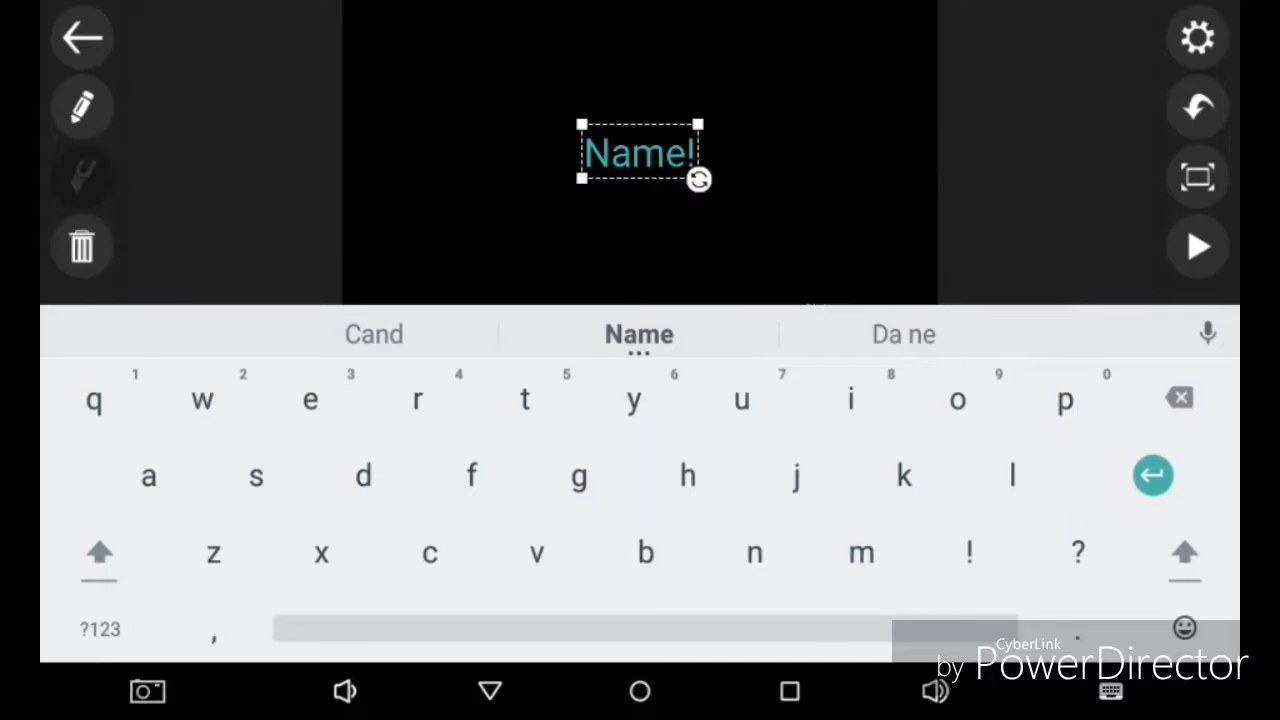 Name!
Cand Name Da ne
1 2 3 4 5 6 7 8 9 0
q w e r t y u i o p
a s d f g h j k l
z x c v b n m ! ?
?123 , .
CyberLink
by PowerDirector